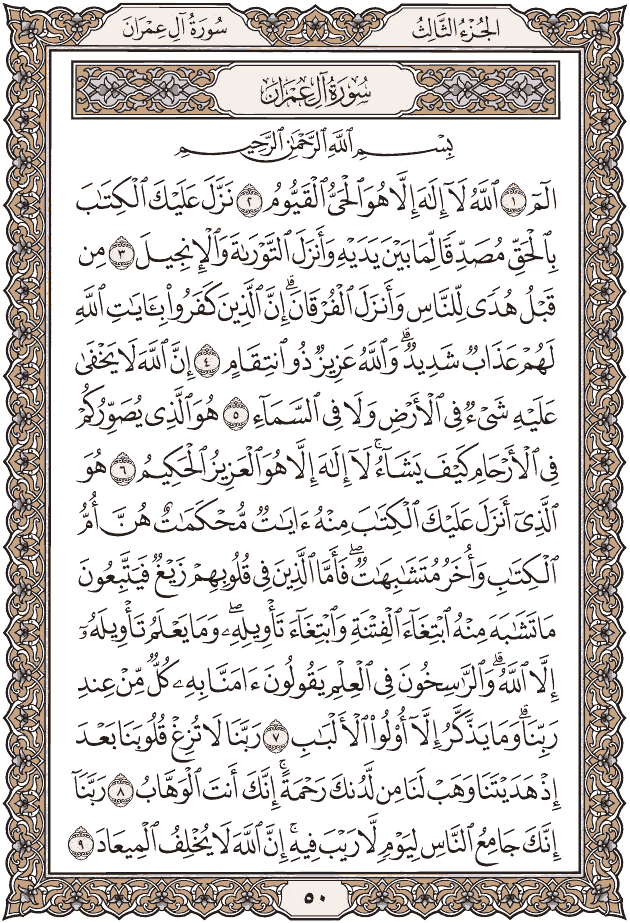 الجُزْءُ الثَّالِثُ
سُورَةُ آلِ عِمْرَانَ
سُورَةُ آلِ عِمْرَانَ
بِسْمِ ٱللَّهِ ٱلرَّحْمَٰنِ ٱلرَّحِيمِ
الٓمٓ ١ ٱللَّهُ لَآ إِلَٰهَ إِلَّا هُوَ ٱلْحَىُّ ٱلْقَيُّومُ ٢ نَزَّلَ عَلَيْكَ ٱلْكِتَٰبَ
بِٱلْحَقِّ مُصَدِّقًا لِّمَا بَيْنَ يَدَيْهِ وَأَنزَلَ ٱلتَّوْرَىٰةَ وَٱلْإِنجِيلَ ٣ مِن
قَبْلُ هُدًى لِّلنَّاسِ وَأَنزَلَ ٱلْفُرْقَانَۗ إِنَّ ٱلَّذِينَ كَفَرُوا۟ بِـَٔايَٰتِ ٱللَّهِ
لَهُمْ عَذَابٌ شَدِيدٌۗ وَٱللَّهُ عَزِيزٌ ذُو ٱنتِقَامٍ ٤ إِنَّ ٱللَّهَ لَا يَخْفَىٰ
عَلَيْهِ شَىْءٌ فِى ٱلْأَرْضِ وَلَا فِى ٱلسَّمَآءِ ٥ هُوَ ٱلَّذِى يُصَوِّرُكُمْ
فِى ٱلْأَرْحَامِ كَيْفَ يَشَآءُۚ لَآ إِلَٰهَ إِلَّا هُوَ ٱلْعَزِيزُ ٱلْحَكِيمُ ٦ هُوَ
ٱلَّذِىٓ أَنزَلَ عَلَيْكَ ٱلْكِتَٰبَ مِنْهُ ءَايَٰتٌ مُّحْكَمَٰتٌ هُنَّ أُمُّ
ٱلْكِتَٰبِ وَأُخَرُ مُتَشَٰبِهَٰتٌۖ فَأَمَّا ٱلَّذِينَ فِى قُلُوبِهِمْ زَيْغٌ فَيَتَّبِعُونَ
مَا تَشَٰبَهَ مِنْهُ ٱبْتِغَآءَ ٱلْفِتْنَةِ وَٱبْتِغَآءَ تَأْوِيلِهِۦۖ وَمَا يَعْلَمُ تَأْوِيلَهُۥٓ
إِلَّا ٱللَّهُۗ وَٱلرَّٰسِخُونَ فِى ٱلْعِلْمِ يَقُولُونَ ءَامَنَّا بِهِۦ كُلٌّ مِّنْ عِندِ
رَبِّنَاۗ وَمَا يَذَّكَّرُ إِلَّآ أُو۟لُوا۟ ٱلْأَلْبَٰبِ ٧ رَبَّنَا لَا تُزِغْ قُلُوبَنَا بَعْدَ
إِذْ هَدَيْتَنَا وَهَبْ لَنَا مِن لَّدُنكَ رَحْمَةًۚ إِنَّكَ أَنتَ ٱلْوَهَّابُ ٨ رَبَّنَآ
إِنَّكَ جَامِعُ ٱلنَّاسِ لِيَوْمٍ لَّا رَيْبَ فِيهِۚ إِنَّ ٱللَّهَ لَا يُخْلِفُ ٱلْمِيعَادَ ٩
٥٠